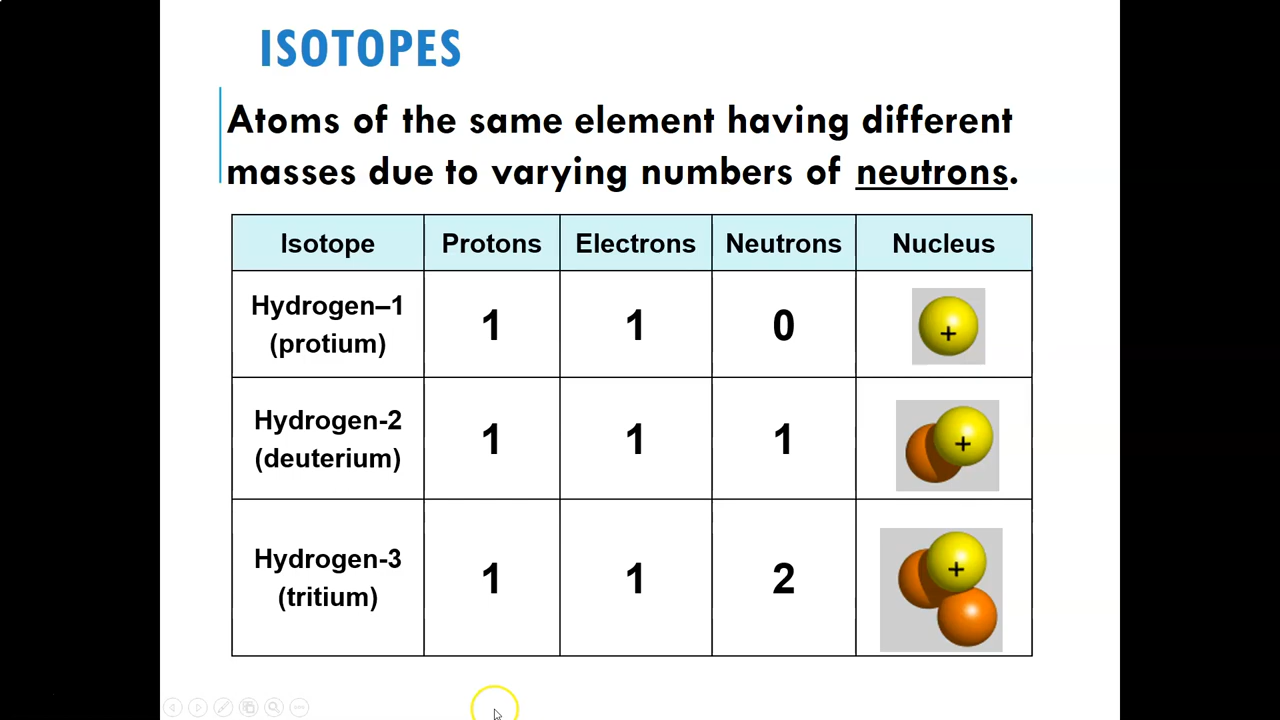 ISOTOPES
Atoms of the same element having different
masses due to varying numbers of neutrons.
Isotope Protons Electrons Neutrons Nucleus
Hydrogen–1
(protium)
1 1 0 +
Hydrogen-2
(deuterium)
1 1 1 +
Hydrogen-3
(tritium)
1 1 2 +